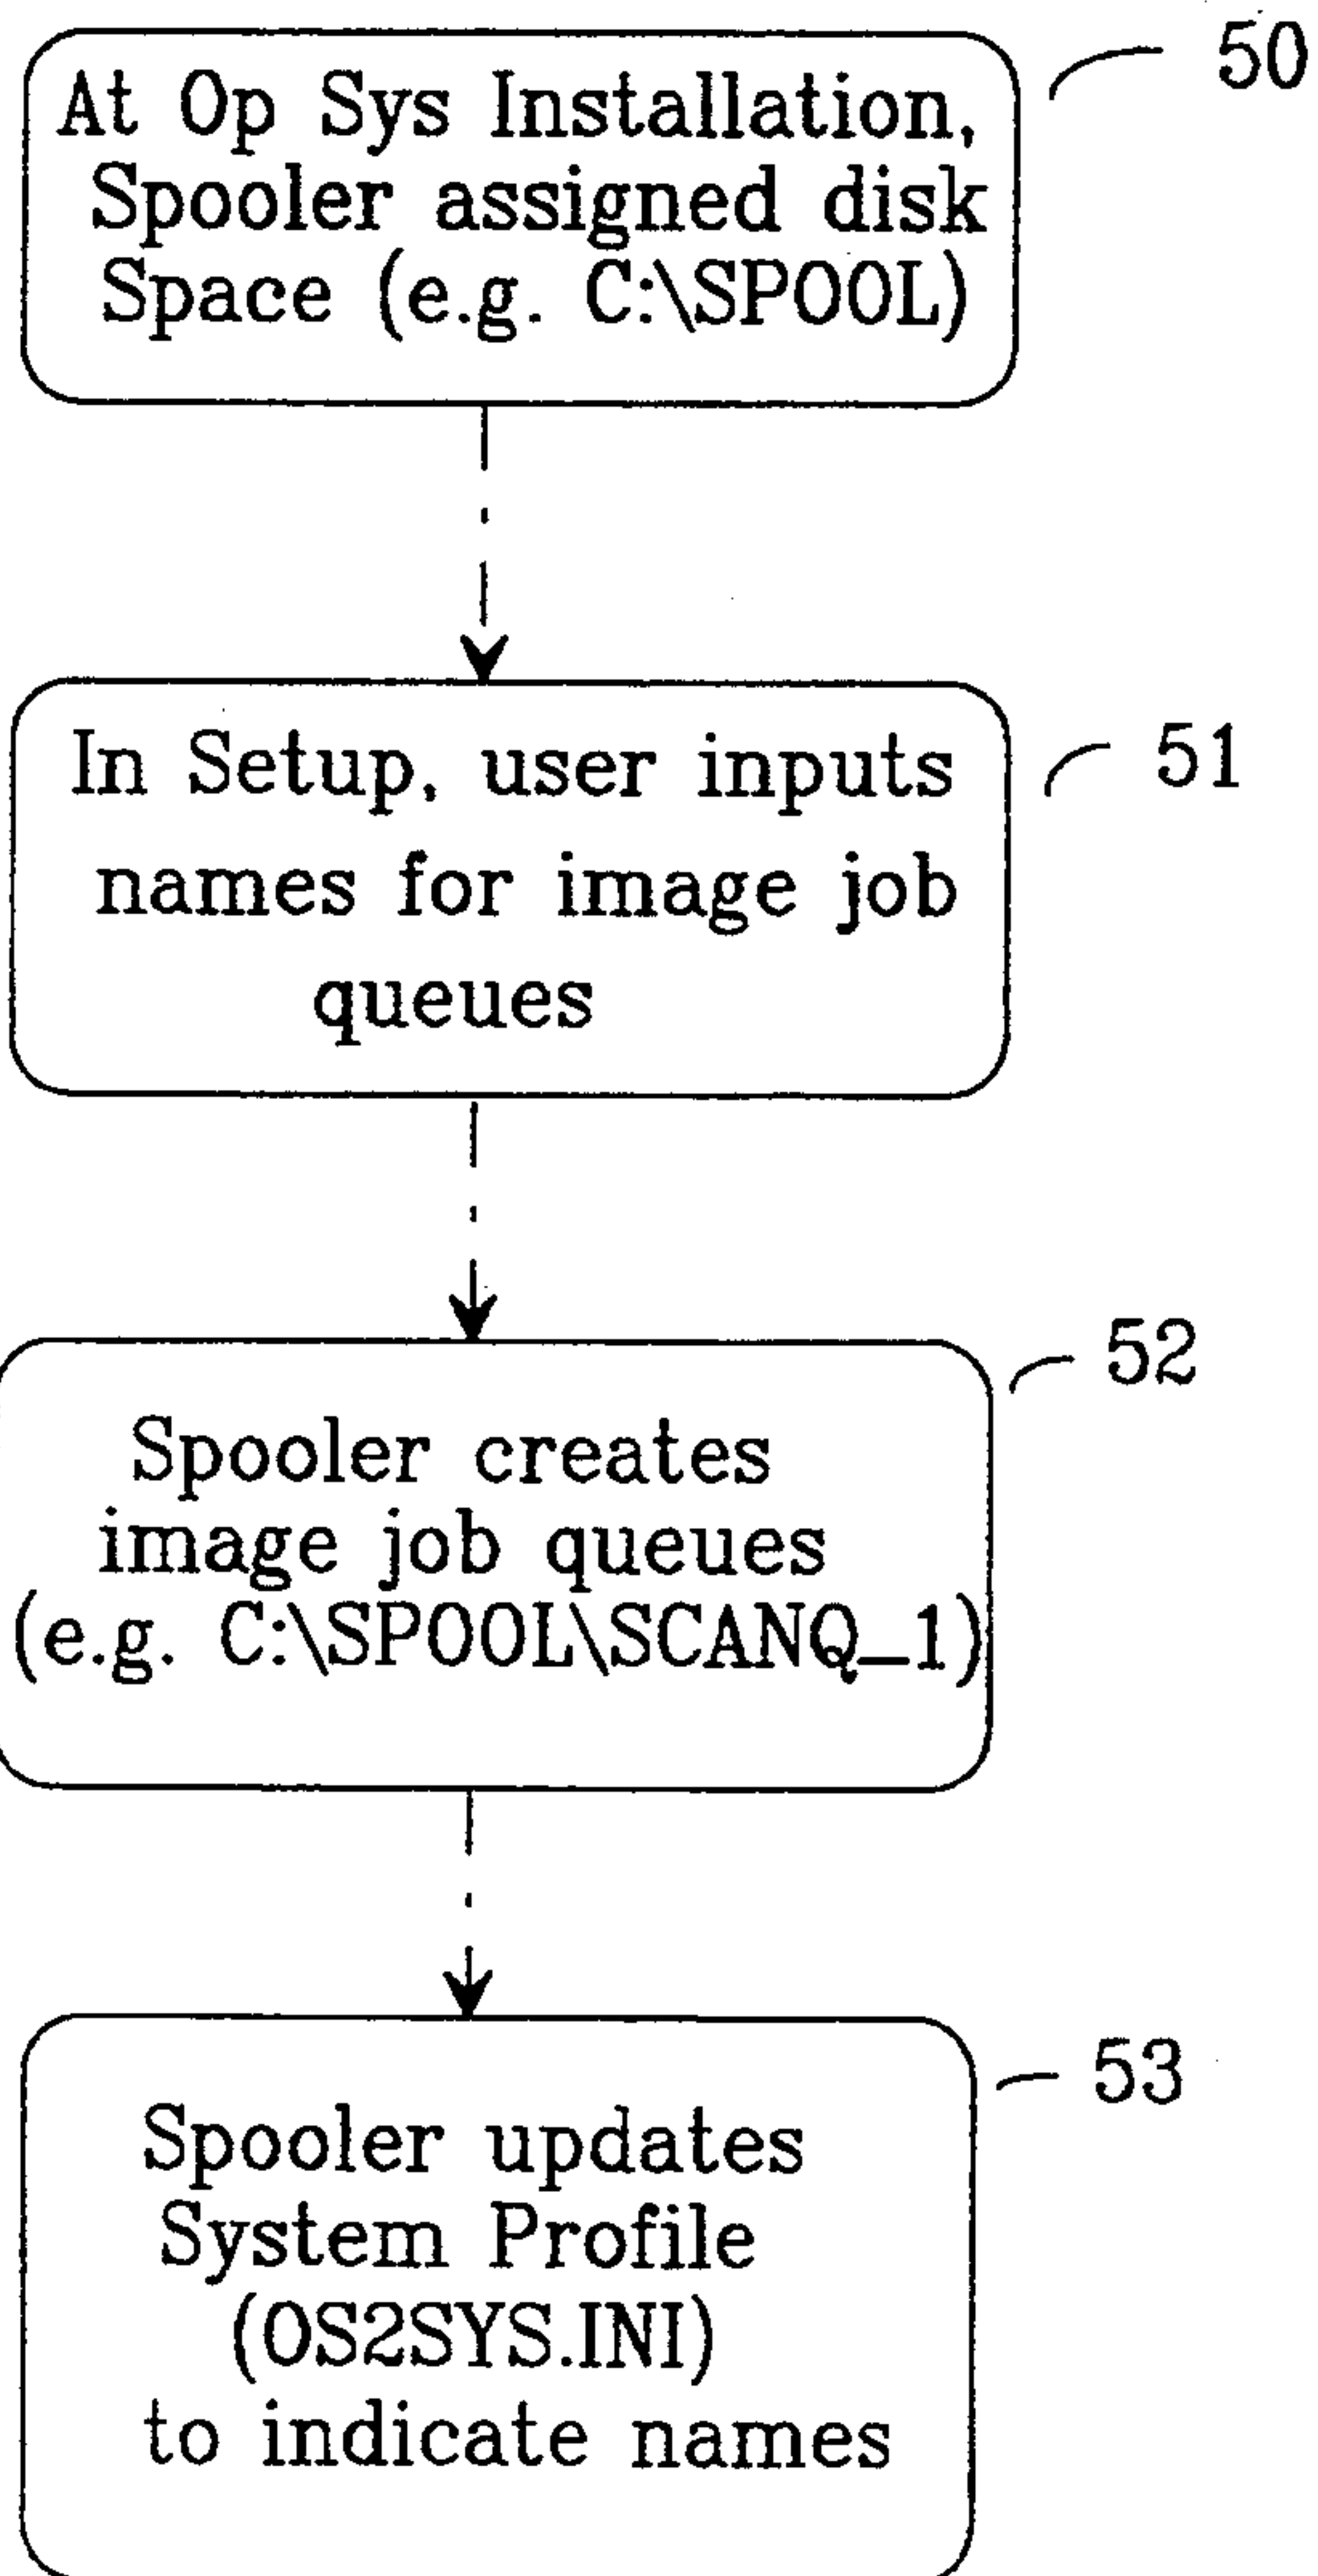 At Op Sys Installation,
Spooler assigned disk
Space (e.g. C:\SPOOL)
50
In Setup, user inputs
names for image job
queues
51
Spooler creates
image job queues
(e.g. C:\SPOOL\SCANQ_1)
52
Spooler updates
System Profile
(OS2SYS.INI)
to indicate names
53